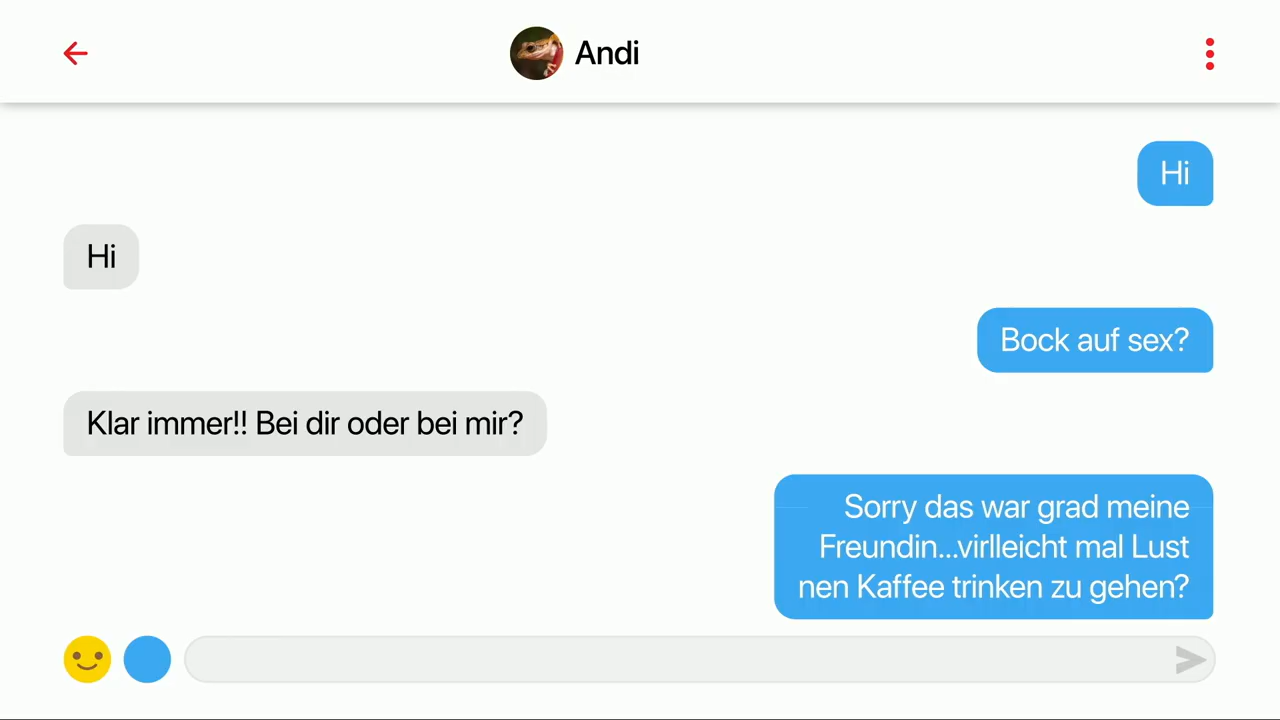 Andi
Hi
Hi
Bock auf sex?
Klar immer!! Bei dir oder bei mir?
Sorry das war grad meine
Freundin...virlleicht mal Lust
nen Kaffee trinken zu gehen?